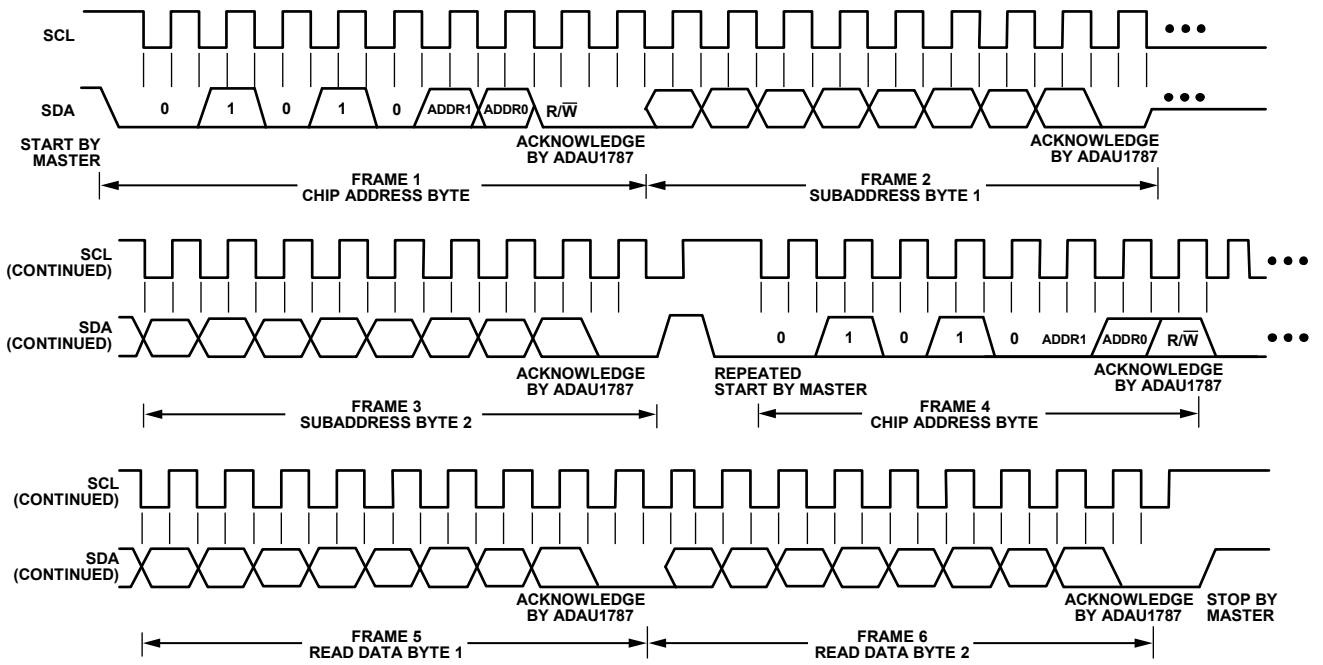 SCL
SDA
0 1 0 1 0 ADDR1 ADDR0 R/W̅
START BY
MASTER
ACKNOWLEDGE
BY ADAU1787
ACKNOWLEDGE
BY ADAU1787
FRAME 1
CHIP ADDRESS BYTE
FRAME 2
SUBADDRESS BYTE 1
SCL
(CONTINUED)
SDA
(CONTINUED)
0 1 0 1 0 ADDR1 ADDR0 R/W̅
ACKNOWLEDGE
BY ADAU1787
REPEATED
START BY MASTER
ACKNOWLEDGE
BY ADAU1787
FRAME 3
SUBADDRESS BYTE 2
FRAME 4
CHIP ADDRESS BYTE
SCL
(CONTINUED)
SDA
(CONTINUED)
ACKNOWLEDGE
BY ADAU1787
ACKNOWLEDGE
BY ADAU1787
STOP BY
MASTER
FRAME 5
READ DATA BYTE 1
FRAME 6
READ DATA BYTE 2